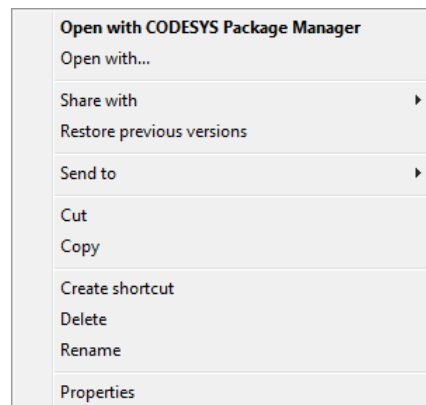 Open with CODESYS Package Manager
Open with...
Share with
Restore previous versions
Send to
Cut
Copy
Create shortcut
Delete
Rename
Properties